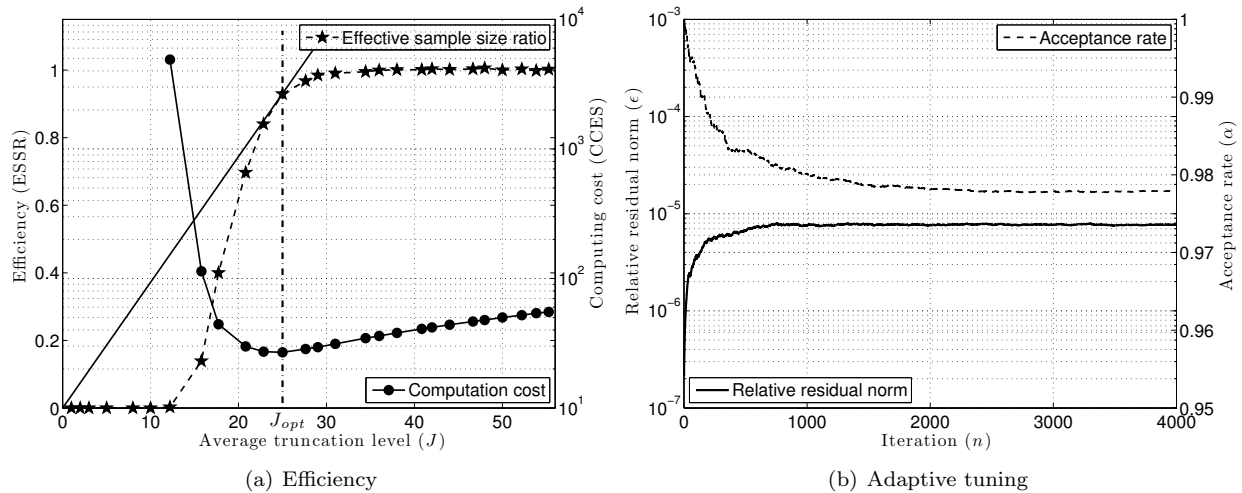 Effective sample size ratio
Computation cost
Efficiency (ESSR)
0
0.2
0.4
0.6
0.8
1
0
10
20
30
40
50
J_opt
Average truncation level (J)
10^1
10^2
10^3
10^4
Computing cost (CCES)
(a) Efficiency
Acceptance rate
Relative residual norm
Relative residual norm (ϵ)
10^-3
10^-4
10^-5
10^-6
10^-7
0
1000
2000
3000
4000
Iteration (n)
1
0.99
0.98
0.97
0.96
0.95
Acceptance rate (α)
(b) Adaptive tuning